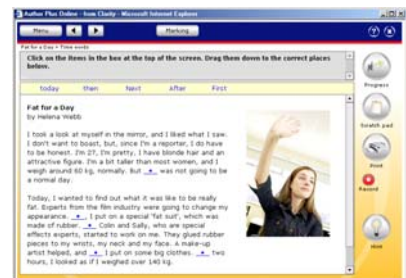 Author Plus Online - from Clarity - Microsoft Internet Explorer
Menu
Marking
Fat for a Day > Time words
Click on the items in the box at the top of the screen. Drag them down to the correct places
below.
today then Next After First
Progress
Fat for a Day
by Helena Webb
Scratch pad
I took a look at myself in the mirror, and I liked what I saw.
I don't want to boast, but, since I'm a reporter, I do have
to be honest. I'm 27, I'm pretty, I have blonde hair and an
attractive figure. I'm a bit taller than most women, and I
weigh around 60 kg, normally. But + was not going to be
a normal day.
Print
Record
Today, I wanted to find out what it was like to be really
fat. Experts from the film industry were going to change my
appearance. + I put on a special 'fat suit', which was
made of rubber. + Colin and Sally, who are special
effects experts, started to work on me. They glued rubber
pieces to my wrists, my neck and my face. A make-up
artist helped, and + I put on some big clothes. + two
hours, I looked as if I weighed over 140 kg.
Hint